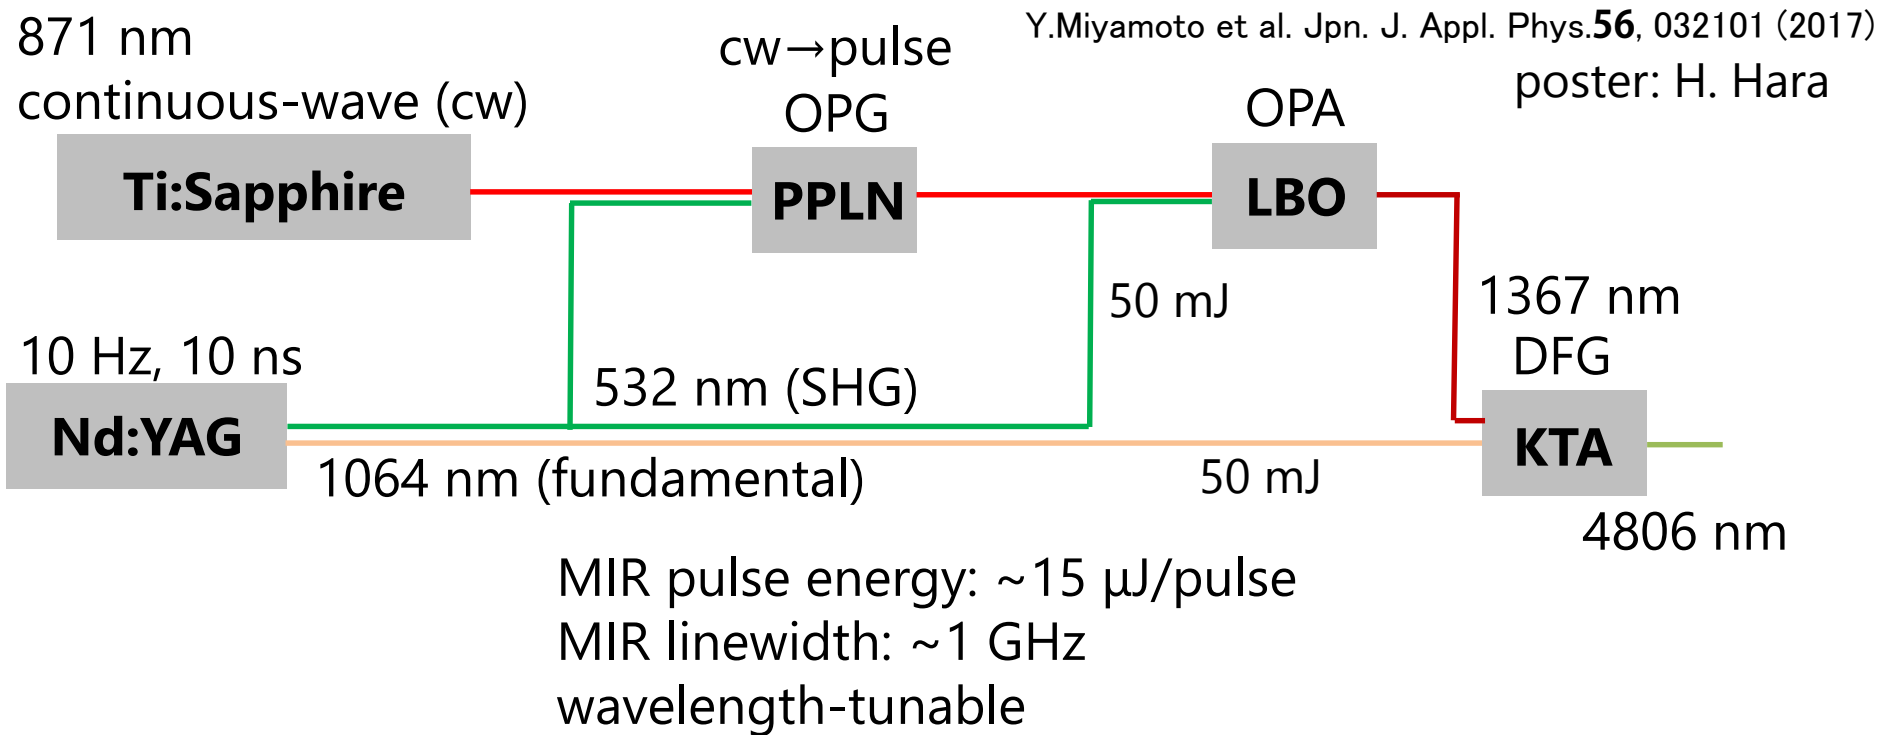 871 nm
continuous-wave (cw)
Ti:Sapphire
cw→pulse
OPG
PPLN
Y.Miyamoto et al. Jpn. J. Appl. Phys.56, 032101 (2017)
poster: H. Hara
OPA
LBO
50 mJ
1367 nm
DFG
10 Hz, 10 ns
Nd:YAG
532 nm (SHG)
1064 nm (fundamental)
50 mJ
KTA
4806 nm
MIR pulse energy: ~15 μJ/pulse
MIR linewidth: ~1 GHz
wavelength-tunable